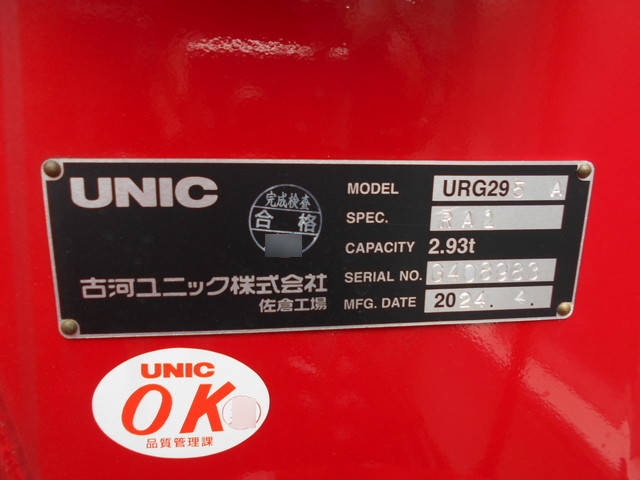 UNIC
完成検査
合格
古河ユニック株式会社
佐倉工場
MODEL URG295 A
SPEC. RA1
CAPACITY 2.93t
SERIAL NO. G408983
MFG. DATE 2024. 4.
UNIC
OK
品質管理課